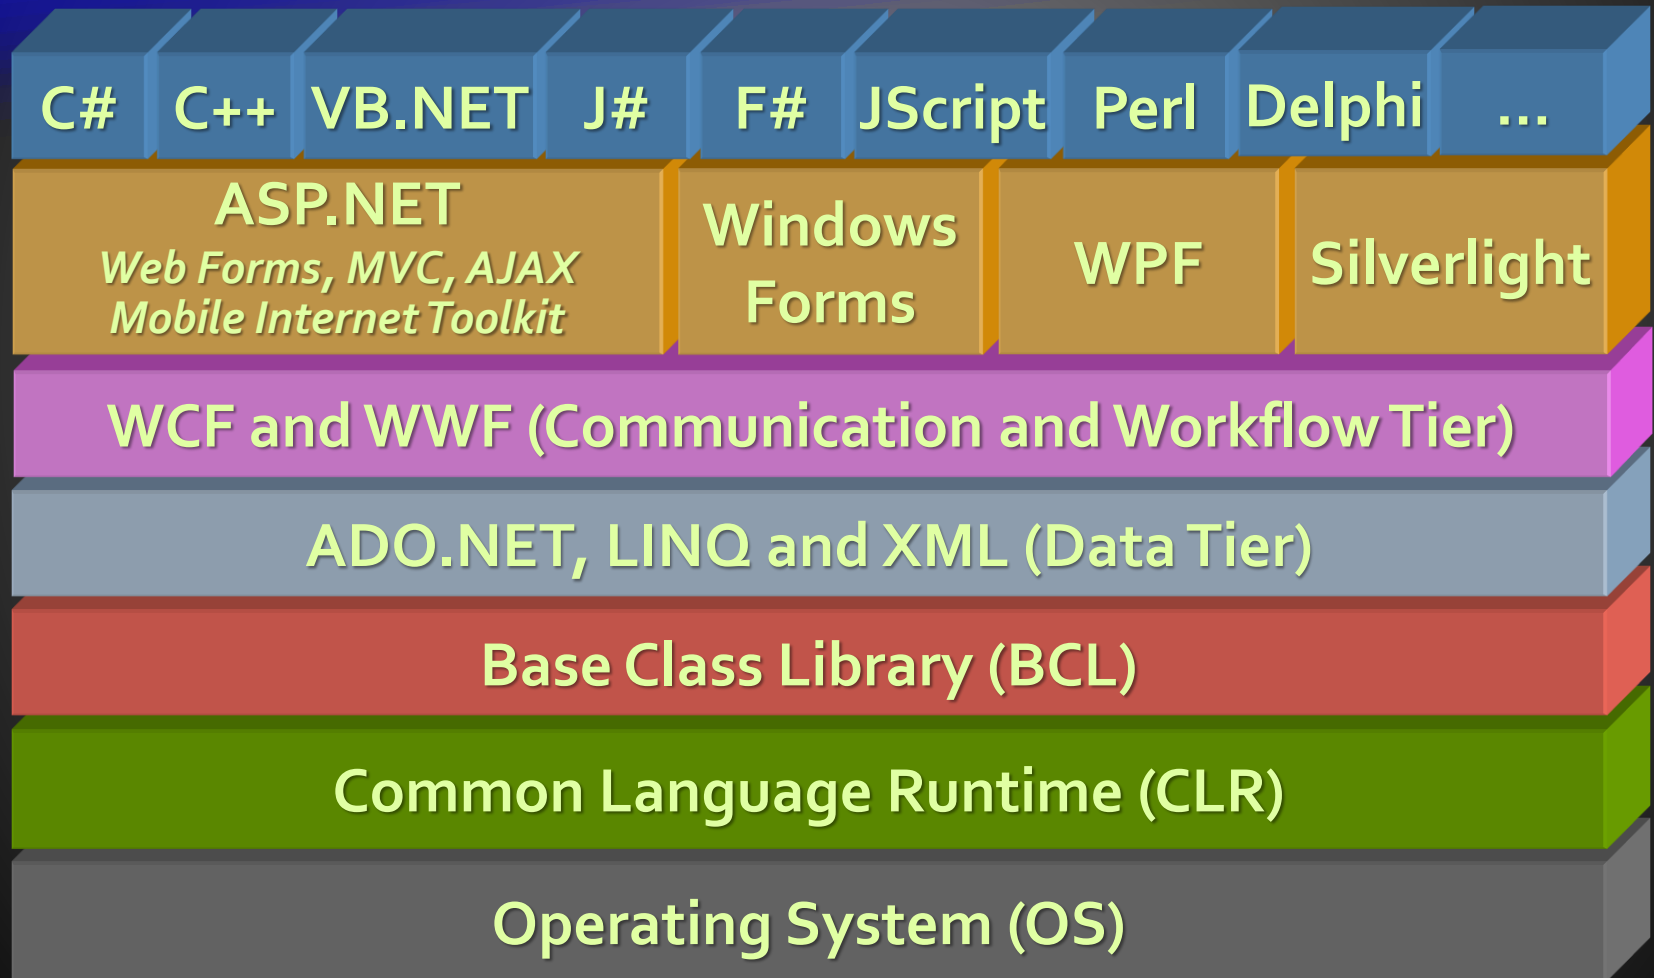 C# C++ VB.NET J# F# JScript Perl Delphi ...
ASP.NET
Web Forms, MVC, AJAX
Mobile Internet Toolkit
Windows
Forms
WPF
Silverlight
WCF and WWF (Communication and Workflow Tier)
ADO.NET, LINQ and XML (Data Tier)
Base Class Library (BCL)
Common Language Runtime (CLR)
Operating System (OS)